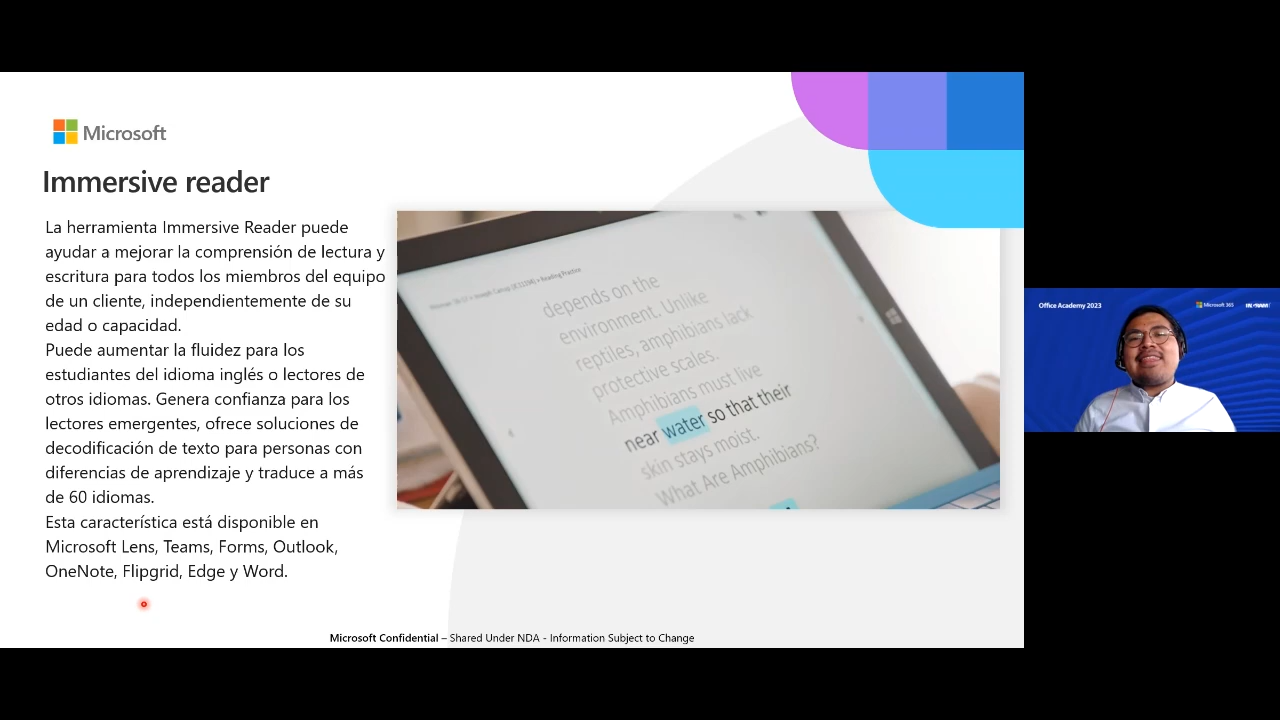 Microsoft
Immersive reader
La herramienta Immersive Reader puede
ayudar a mejorar la comprensión de lectura y
escritura para todos los miembros del equipo
de un cliente, independientemente de su
edad o capacidad.
Puede aumentar la fluidez para los
estudiantes del idioma inglés o lectores de
otros idiomas. Genera confianza para los
lectores emergentes, ofrece soluciones de
decodificación de texto para personas con
diferencias de aprendizaje y traduce a más
de 60 idiomas.
Esta característica está disponible en
Microsoft Lens, Teams, Forms, Outlook,
OneNote, Flipgrid, Edge y Word.
Reading Practice
depends on the
environment. Unlike
reptiles, amphibians lack
protective scales.
Amphibians must live
near water so that their
skin stays moist.
What Are Amphibians?
Microsoft Confidential – Shared Under NDA - Information Subject to Change
Office Academy 2023
Microsoft 365